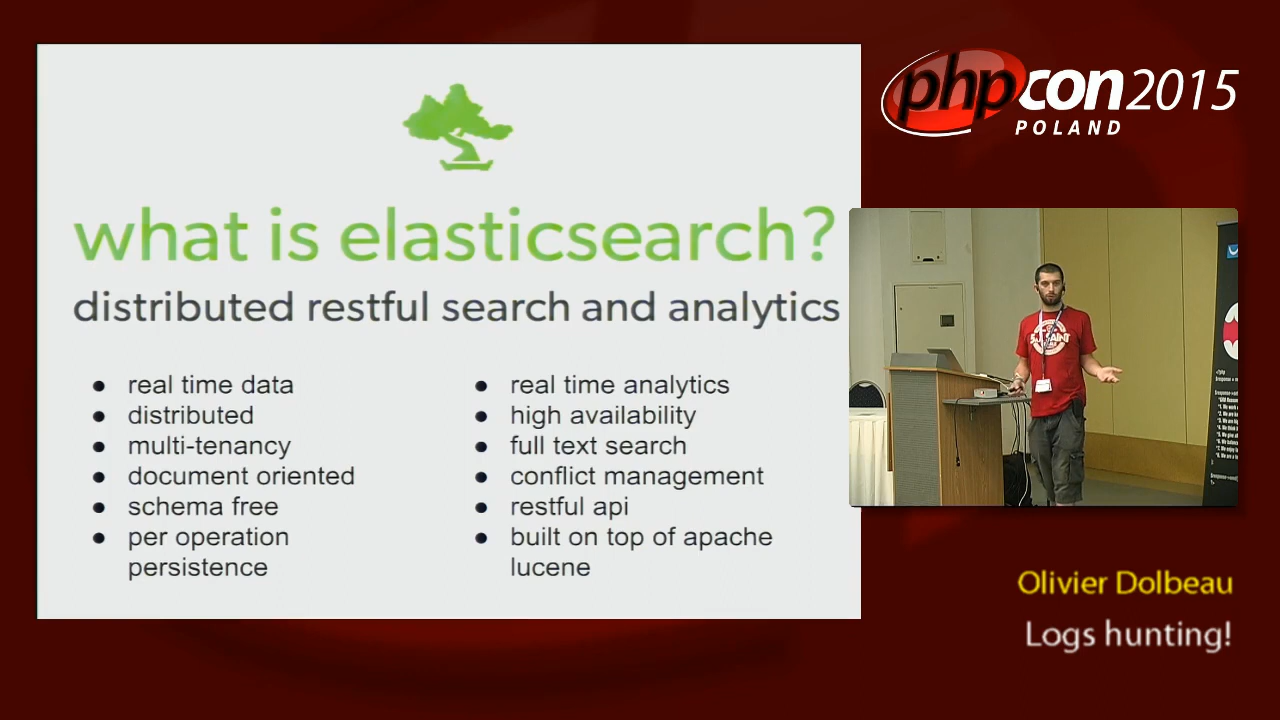 what is elasticsearch?
distributed restful search and analytics
● real time data
● distributed
● multi-tenancy
● document oriented
● schema free
● per operation
persistence
● real time analytics
● high availability
● full text search
● conflict management
● restful api
● built on top of apache
lucene
phpcon2015
POLAND
Olivier Dolbeau
Logs hunting!